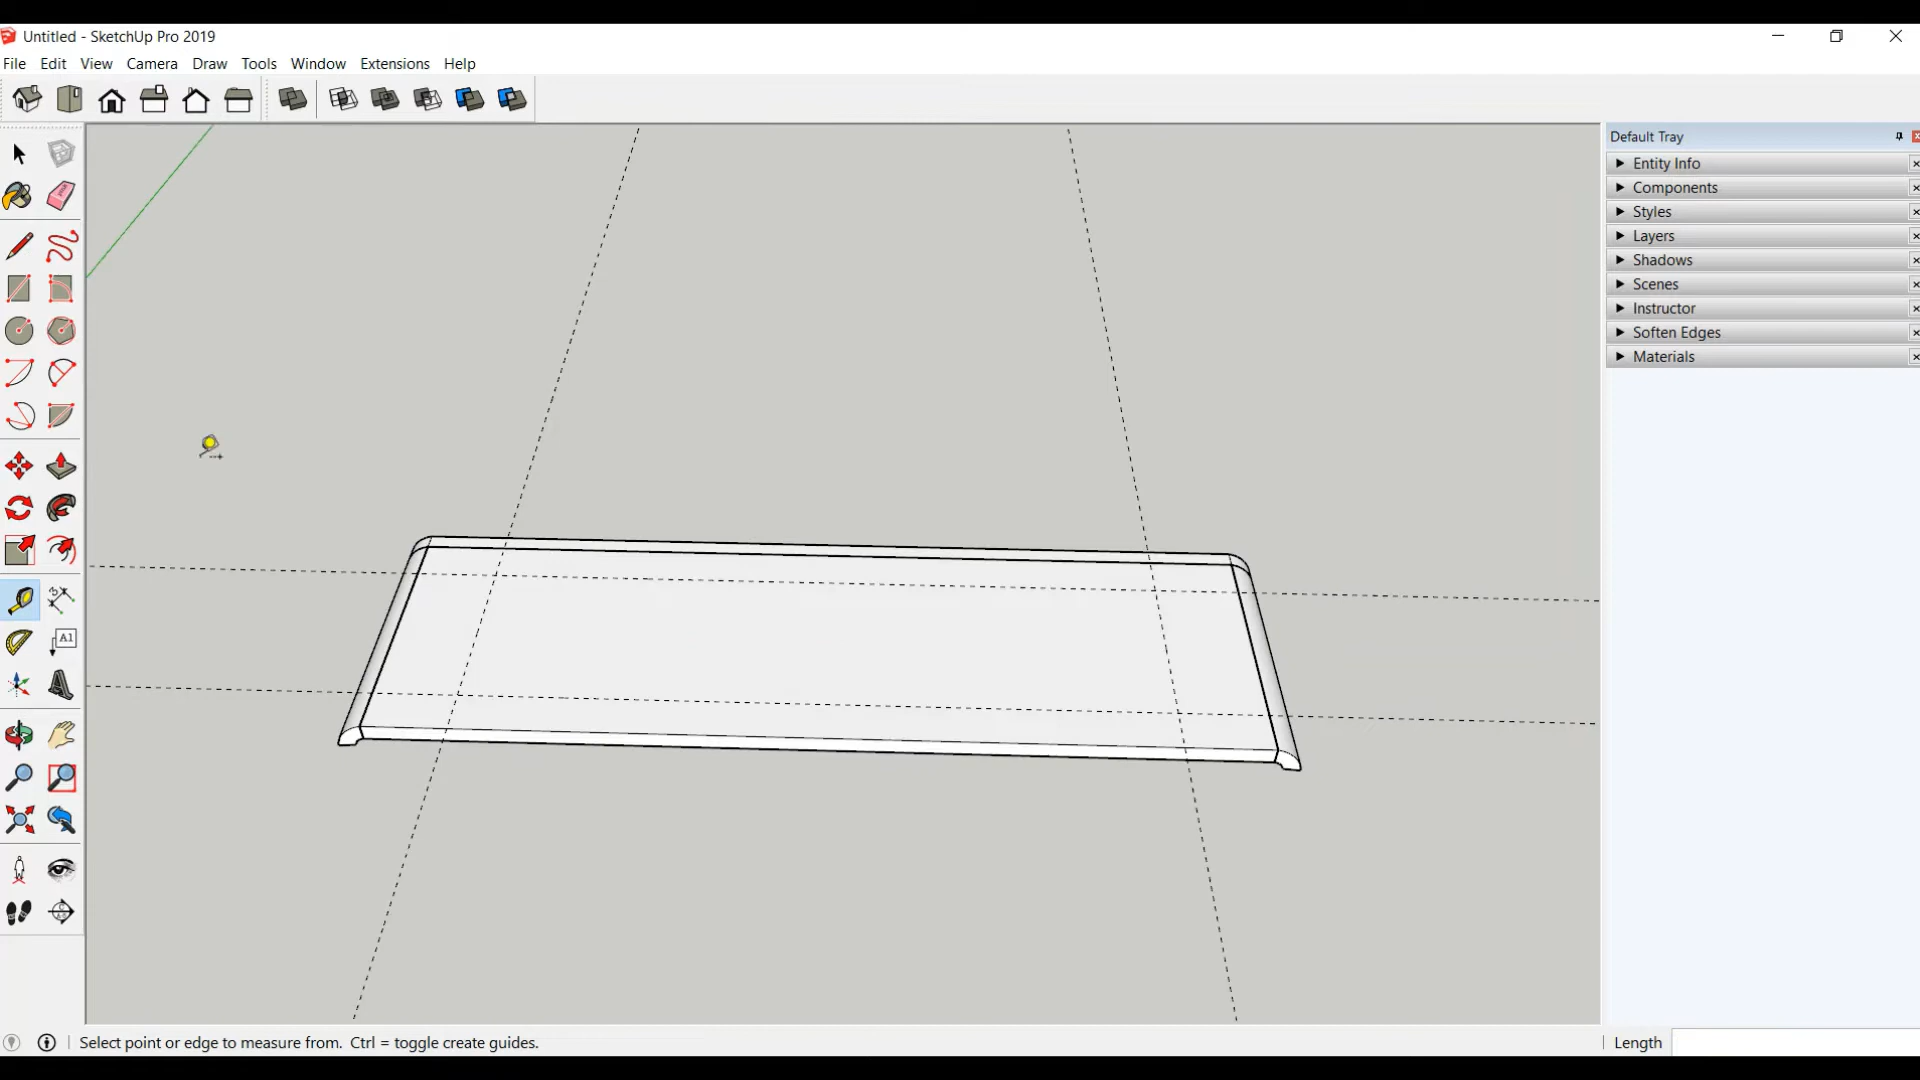 Untitled - SketchUp Pro 2019
File Edit View Camera Draw Tools Window Extensions Help
Default Tray
Entity Info
Components
Styles
Layers
Shadows
Scenes
Instructor
Soften Edges
Materials
A1
Select point or edge to measure from. Ctrl = toggle create guides.
Length